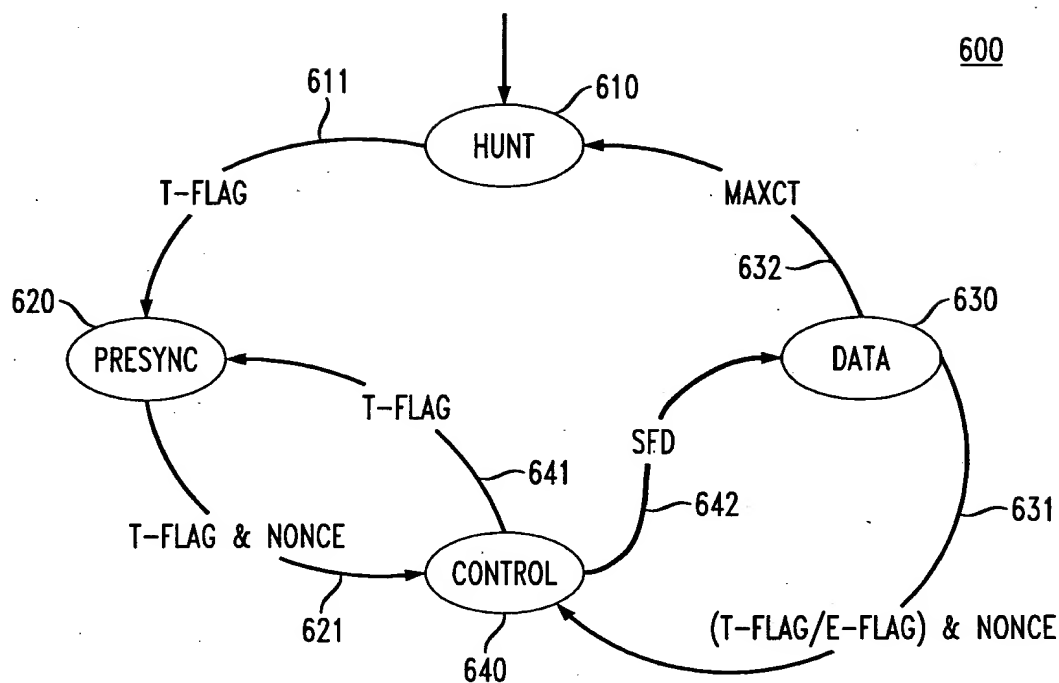 600
611
610
HUNT
T-FLAG
MAXCT
632
620
630
PRESYNC
DATA
T-FLAG
SFD
641
642
631
T-FLAG & NONCE
CONTROL
621
(T-FLAG/E-FLAG) & NONCE
640